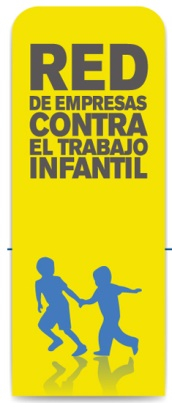 RED
DE EMPRESAS
CONTRA
EL TRABAJO
INFANTIL